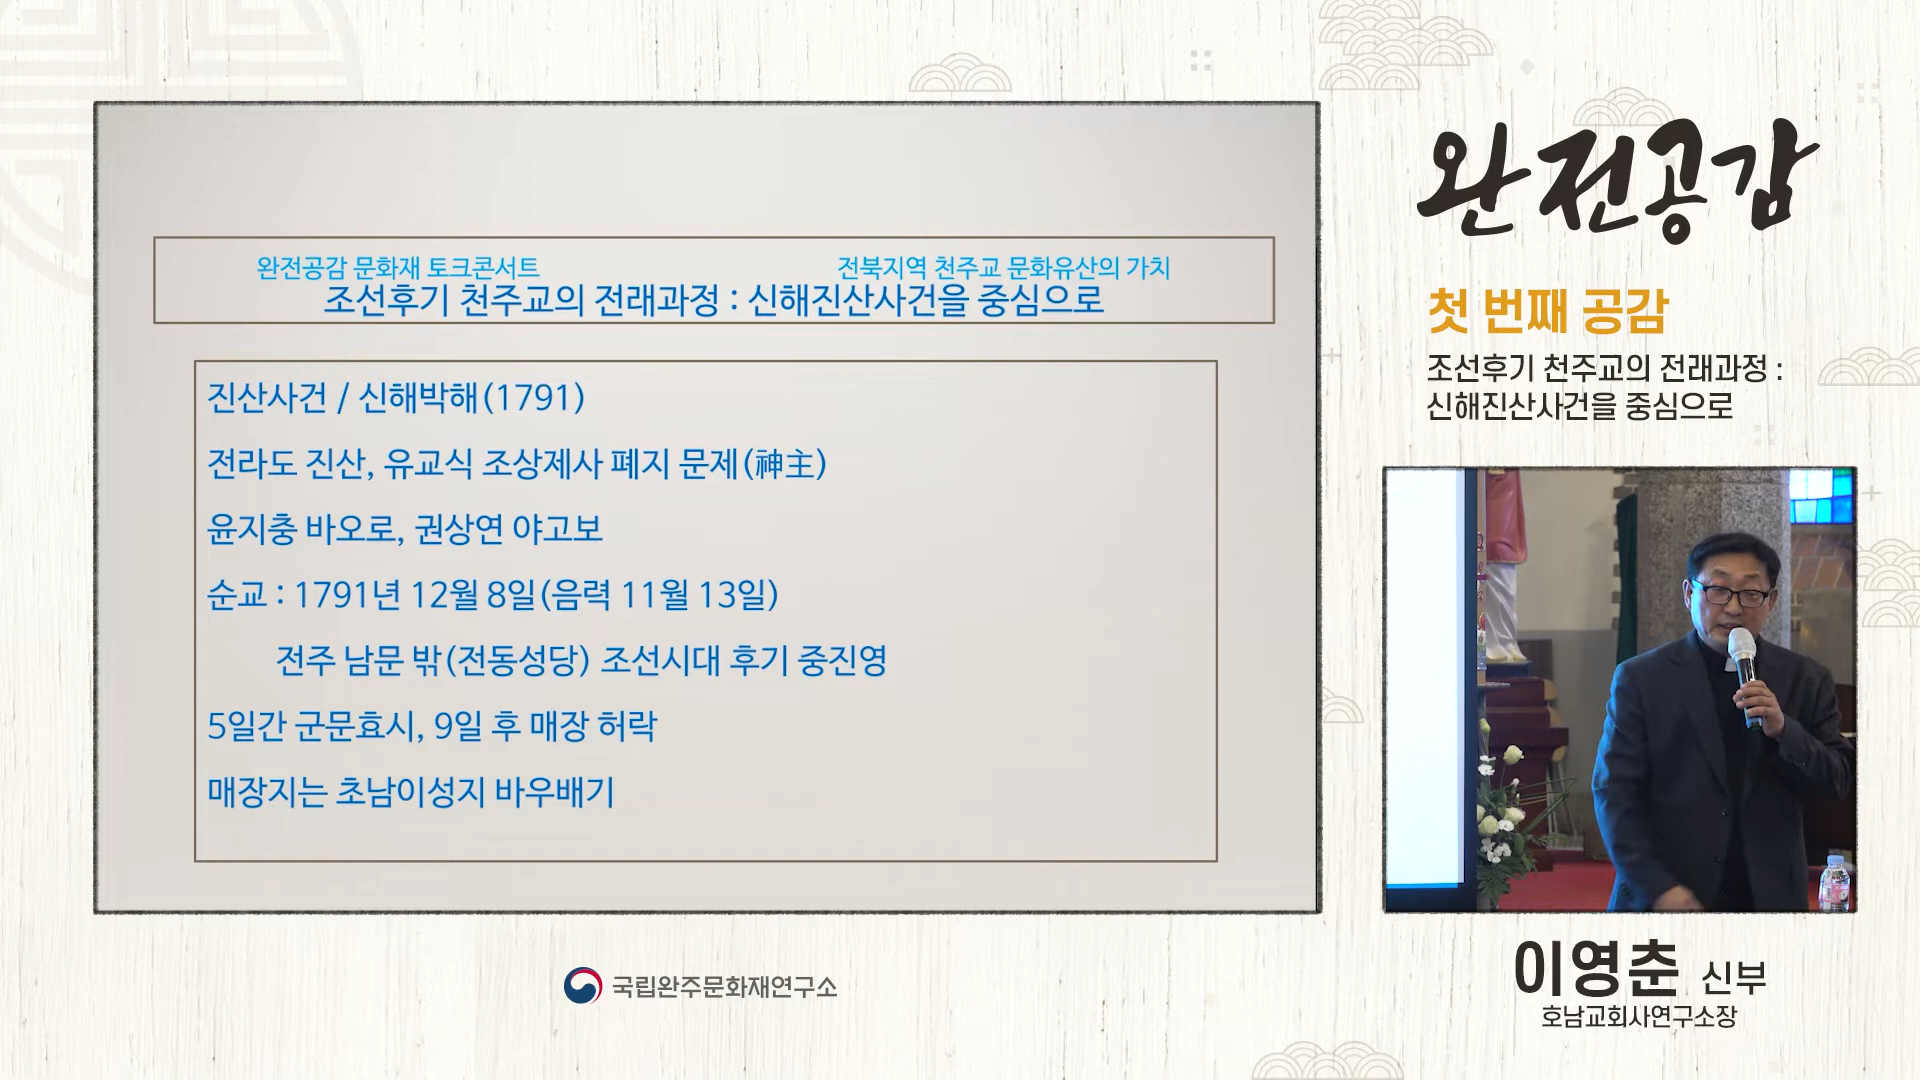 완전공감 문화재 토크콘서트 전북지역 천주교 문화유산의 가치
조선후기 천주교의 전래과정 : 신해진산사건을 중심으로
진산사건 / 신해박해(1791)
전라도 진산, 유교식 조상제사 폐지 문제(神主)
윤지충 바오로, 권상연 야고보
순교 : 1791년 12월 8일(음력 11월 13일)
전주 남문 밖(전동성당) 조선시대 후기 중진영
5일간 군문효시, 9일 후 매장 허락
매장지는 초남이성지 바우배기
국립완주문화재연구소
완전공감
첫 번째 공감
조선후기 천주교의 전래과정 :
신해진산사건을 중심으로
이영춘 신부
호남교회사연구소장